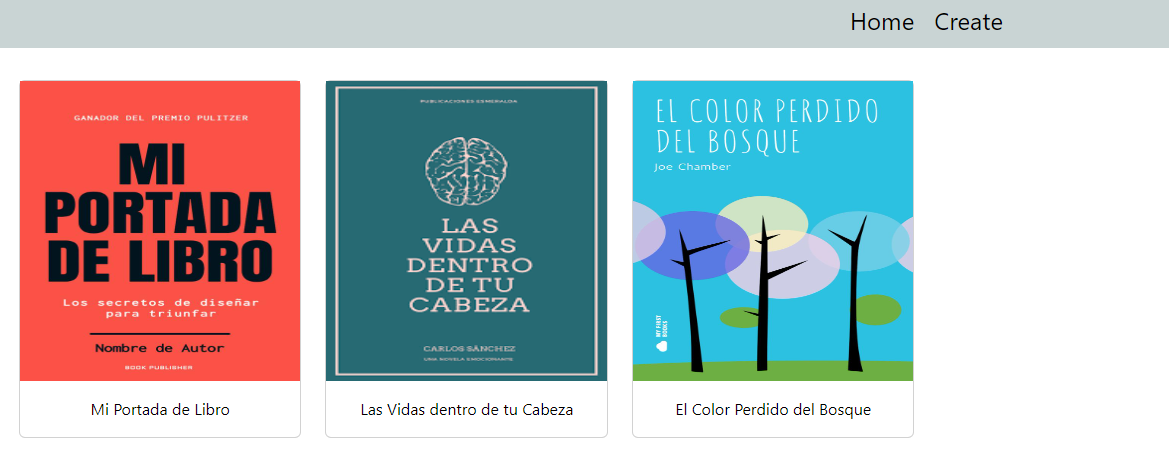 Home Create
GANADOR DEL PREMIO PULITZER
MI
PORTADA
DE LIBRO
Los secretos de diseñar
para triunfar
Nombre de Autor
BOOK PUBLISHER
Mi Portada de Libro
PUBLICACIONES ESMERALDA
LAS
VIDAS
DENTRO
DE TU
CABEZA
CARLOS SÁNCHEZ
UNA NOVELA EMOCIONANTE
Las Vidas dentro de tu Cabeza
EL COLOR PERDIDO
DEL BOSQUE
Joe Chamber
MY FIRST
BOOKS
El Color Perdido del Bosque